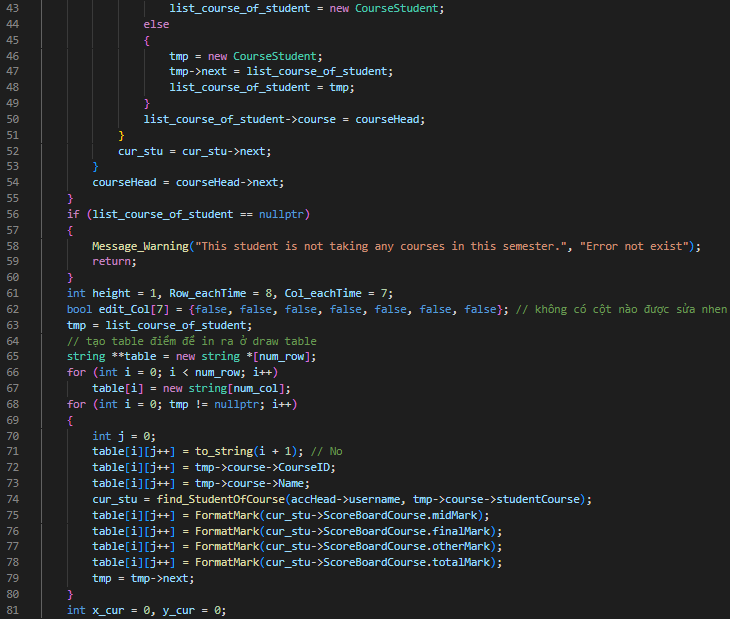 43 list_course_of_student = new CourseStudent;
44 else
45 {
46 tmp = new CourseStudent;
47 tmp->next = list_course_of_student;
48 list_course_of_student = tmp;
49 }
50 list_course_of_student->course = courseHead;
51 }
52 cur_stu = cur_stu->next;
53 }
54 courseHead = courseHead->next;
55 }
56 if (list_course_of_student == nullptr)
57 {
58 Message_Warning("This student is not taking any courses in this semester.", "Error not exist");
59 return;
60 }
61 int height = 1, Row_eachTime = 8, Col_eachTime = 7;
62 bool edit_Col[7] = {false, false, false, false, false, false, false}; // không có cột nào được sửa nhen
63 tmp = list_course_of_student;
64 // tạo table điểm để in ra ở draw table
65 string **table = new string *[num_row];
66 for (int i = 0; i < num_row; i++)
67 table[i] = new string[num_col];
68 for (int i = 0; tmp != nullptr; i++)
69 {
70 int j = 0;
71 table[i][j++] = to_string(i + 1); // No
72 table[i][j++] = tmp->course->CourseID;
73 table[i][j++] = tmp->course->Name;
74 cur_stu = find_StudentOfCourse(accHead->username, tmp->course->studentCourse);
75 table[i][j++] = FormatMark(cur_stu->ScoreBoardCourse.midMark);
76 table[i][j++] = FormatMark(cur_stu->ScoreBoardCourse.finalMark);
77 table[i][j++] = FormatMark(cur_stu->ScoreBoardCourse.otherMark);
78 table[i][j++] = FormatMark(cur_stu->ScoreBoardCourse.totalMark);
79 tmp = tmp->next;
80 }
81 int x_cur = 0, y_cur = 0;